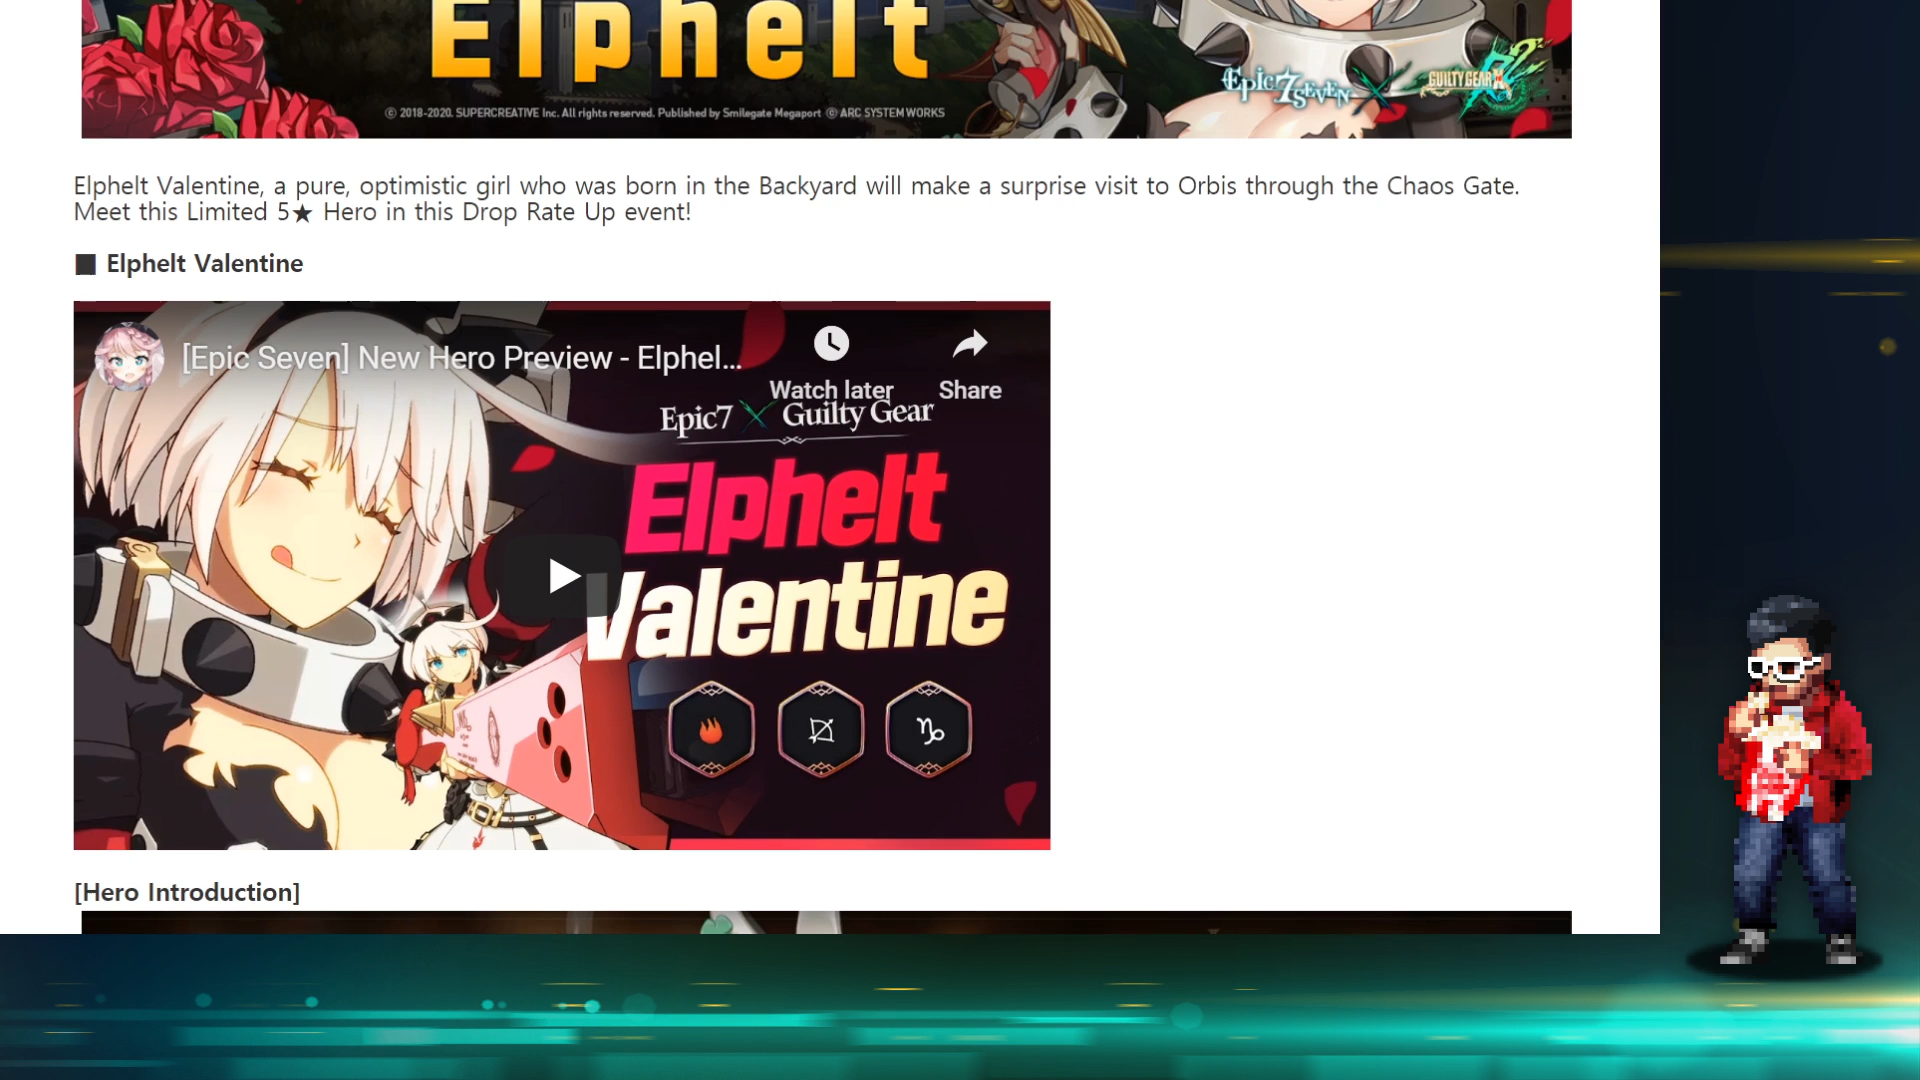 Elphelt
Epic7 SEVEN X GUILTY GEAR
© 2018-2020. SUPERCREATIVE Inc. All rights reserved. Published by Smilegate Megaport © ARC SYSTEM WORKS
Elphelt Valentine, a pure, optimistic girl who was born in the Backyard will make a surprise visit to Orbis through the Chaos Gate.
Meet this Limited 5★ Hero in this Drop Rate Up event!
■ Elphelt Valentine
[Epic Seven] New Hero Preview - Elphel...
Watch later
Share
Epic7 X Guilty Gear
Elphelt
Valentine
[Hero Introduction]